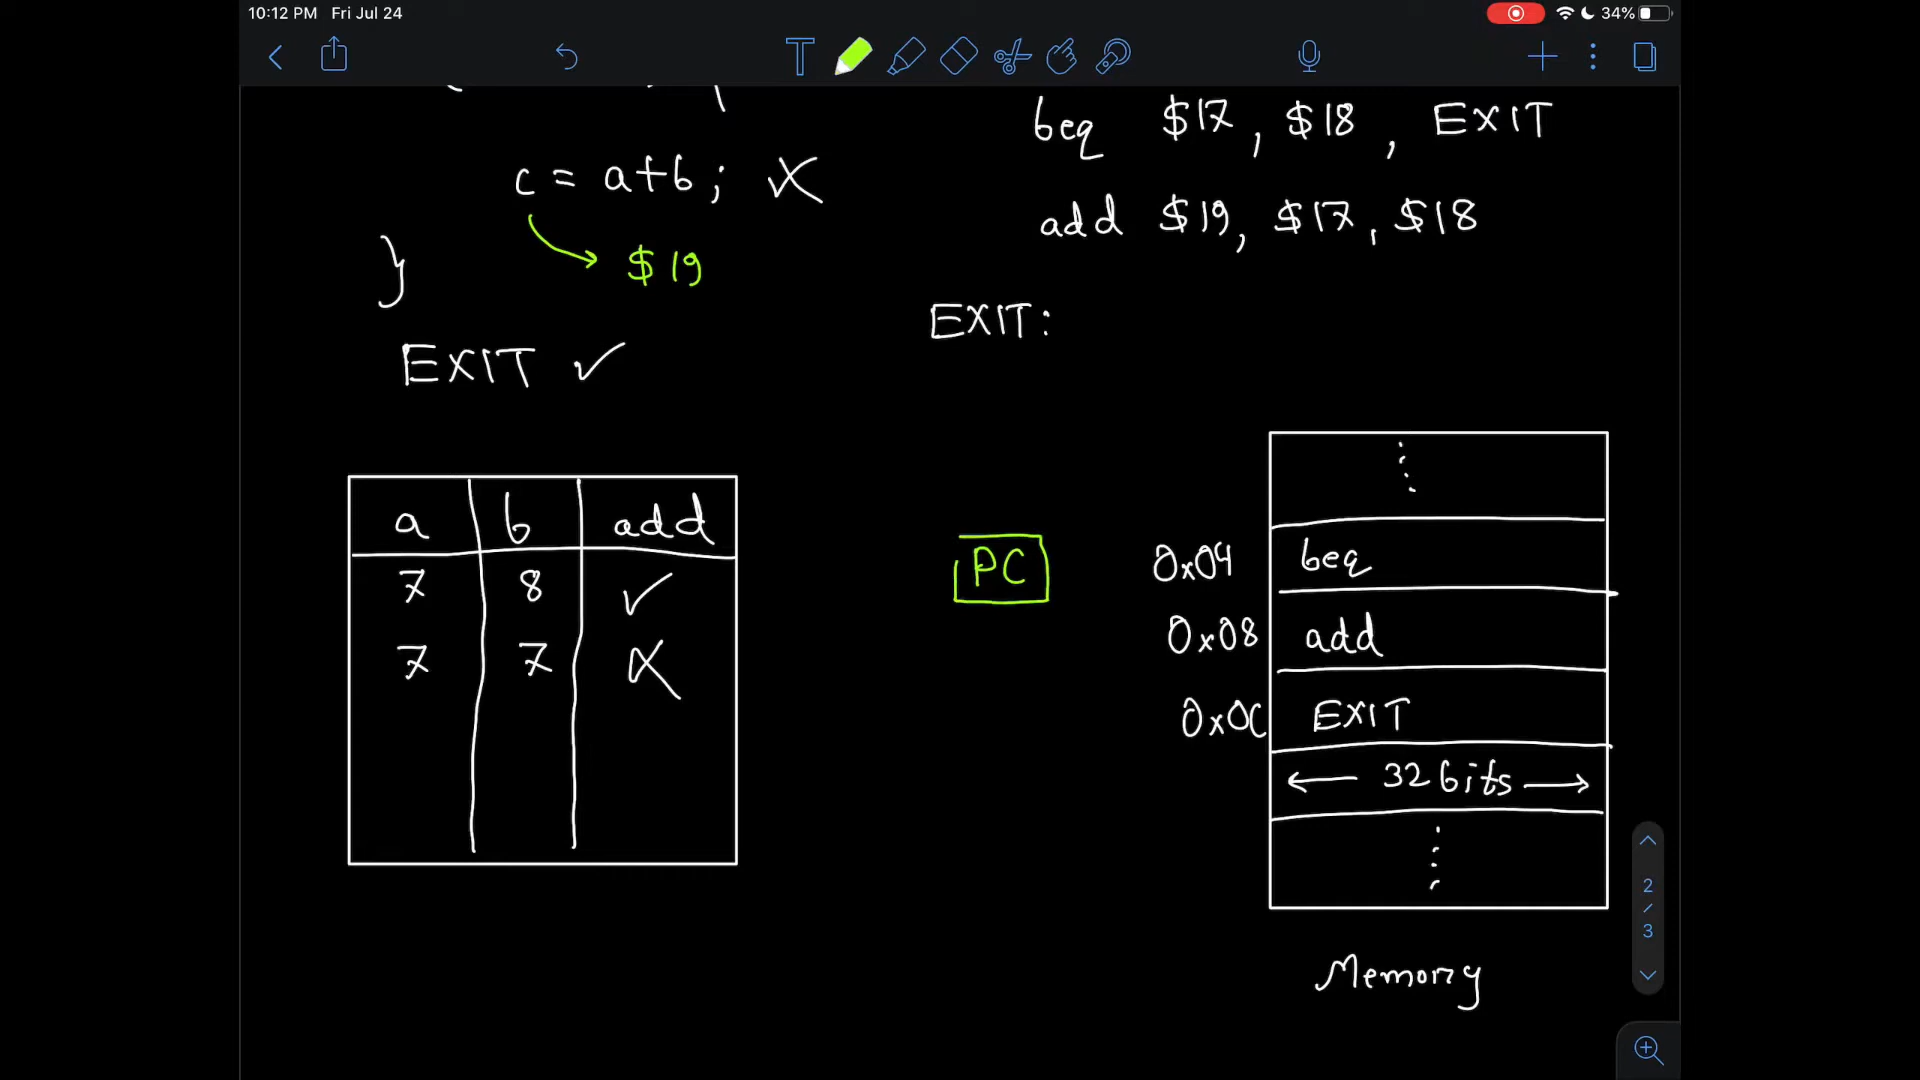 10:12 PM Fri Jul 24
34%
c = a+b;
$19
}
EXIT
beq $17, $18, EXIT
add $19, $17, $18
EXIT:
a b add
7 8
7 7
PC
0x04 beq
0x08 add
0x0C EXIT
32 bits
Memory
2
/
3